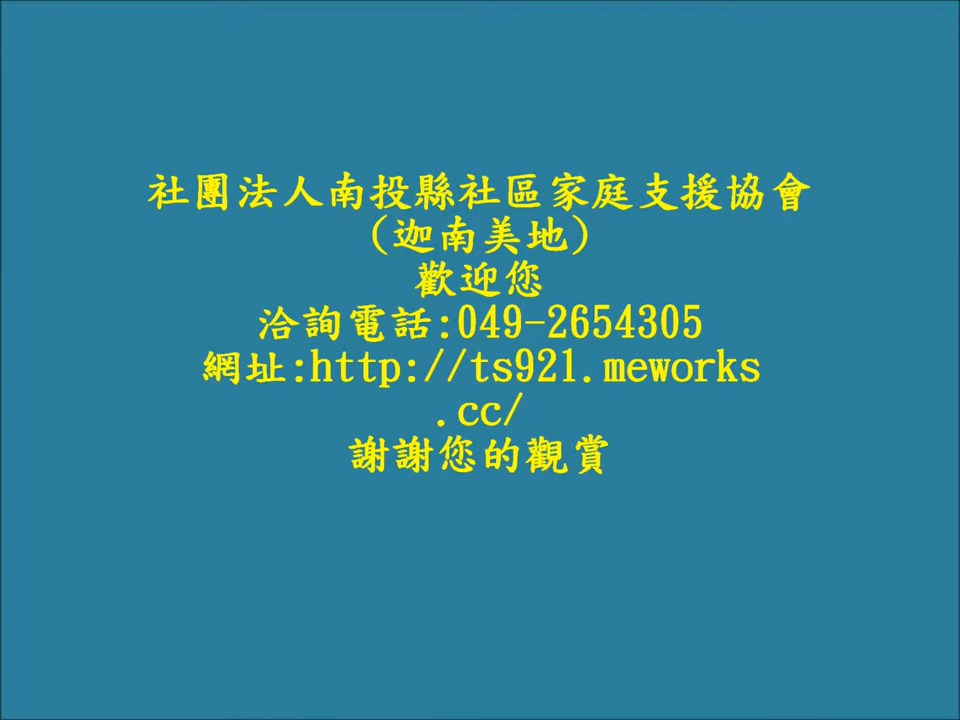 社團法人南投縣社區家庭支援協會
(迦南美地)
歡迎您
洽詢電話:049-2654305
網址:http://ts921.meworks
.cc/
謝謝您的觀賞